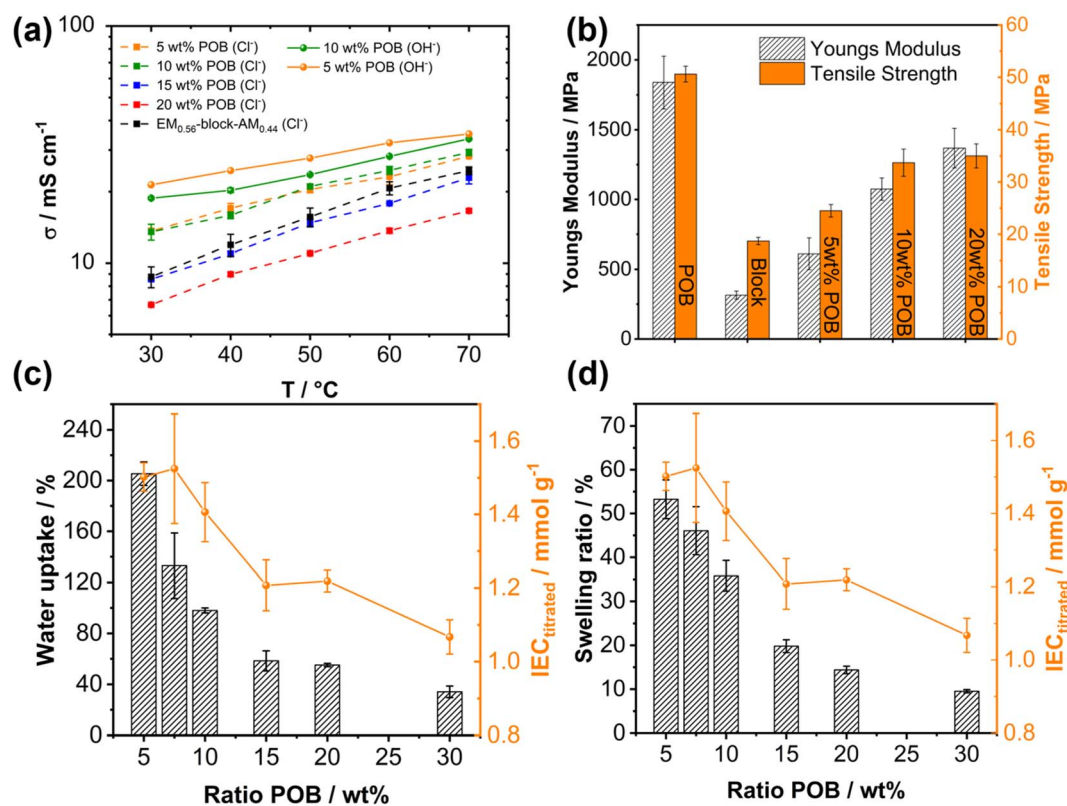 (a)
100
10
σ / mS cm⁻¹
5 wt% POB (Cl⁻)
10 wt% POB (Cl⁻)
15 wt% POB (Cl⁻)
20 wt% POB (Cl⁻)
EM₀.₅₆-block-AM₀.₄₄ (Cl⁻)
10 wt% POB (OH⁻)
5 wt% POB (OH⁻)
30 40 50 60 70
T / °C
(b)
Youngs Modulus / MPa
2000
1500
1000
500
0
Youngs Modulus
Tensile Strength
POB
Block
5wt% POB
10wt% POB
20wt% POB
60
50
40
30
20
10
0
Tensile Strength / MPa
(c)
Water uptake / %
240
200
160
120
80
40
0
5 10 15 20 25 30
Ratio POB / wt%
1.6
1.4
1.2
1.0
0.8
IEC_titrated / mmol g⁻¹
(d)
Swelling ratio / %
70
60
50
40
30
20
10
0
5 10 15 20 25 30
Ratio POB / wt%
1.6
1.4
1.2
1.0
0.8
IEC_titrated / mmol g⁻¹